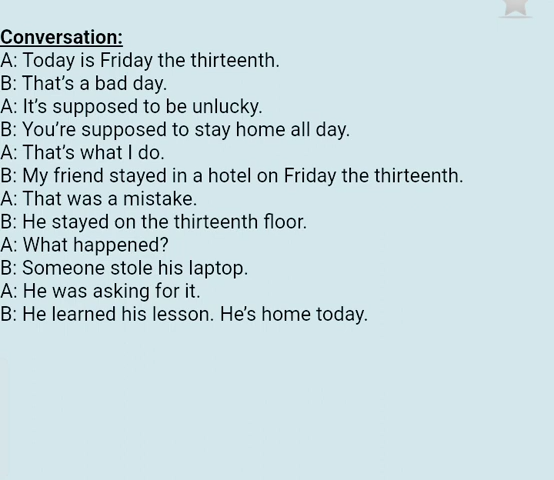 Conversation:
A: Today is Friday the thirteenth.
B: That’s a bad day.
A: It’s supposed to be unlucky.
B: You’re supposed to stay home all day.
A: That’s what I do.
B: My friend stayed in a hotel on Friday the thirteenth.
A: That was a mistake.
B: He stayed on the thirteenth floor.
A: What happened?
B: Someone stole his laptop.
A: He was asking for it.
B: He learned his lesson. He’s home today.